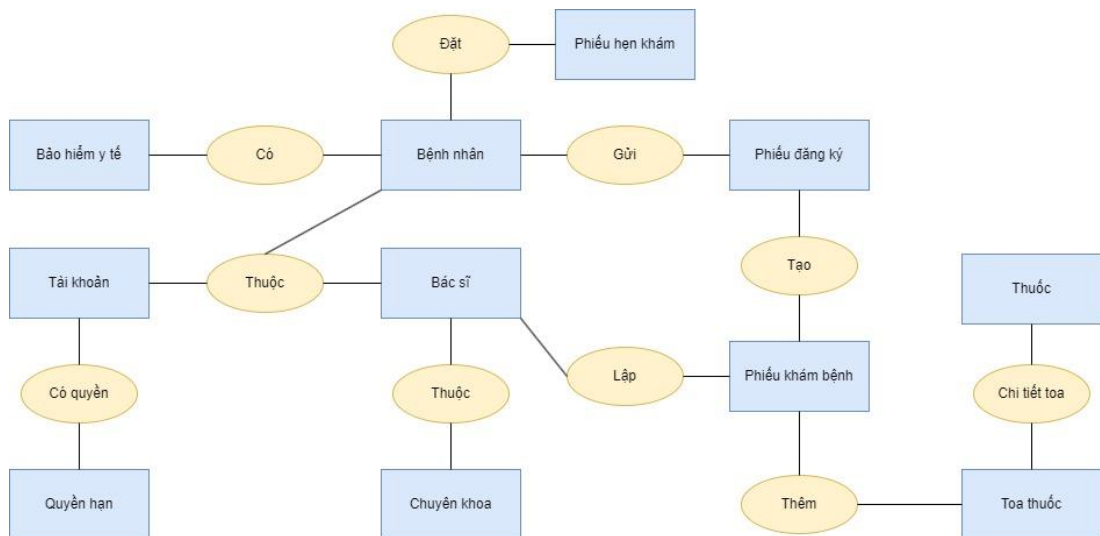 Đặt
Phiếu hẹn khám
Bảo hiểm y tế
Có
Bệnh nhân
Gửi
Phiếu đăng ký
Tài khoản
Thuộc
Bác sĩ
Tạo
Thuốc
Có quyền
Thuộc
Lập
Phiếu khám bệnh
Chi tiết toa
Quyền hạn
Chuyên khoa
Thêm
Toa thuốc